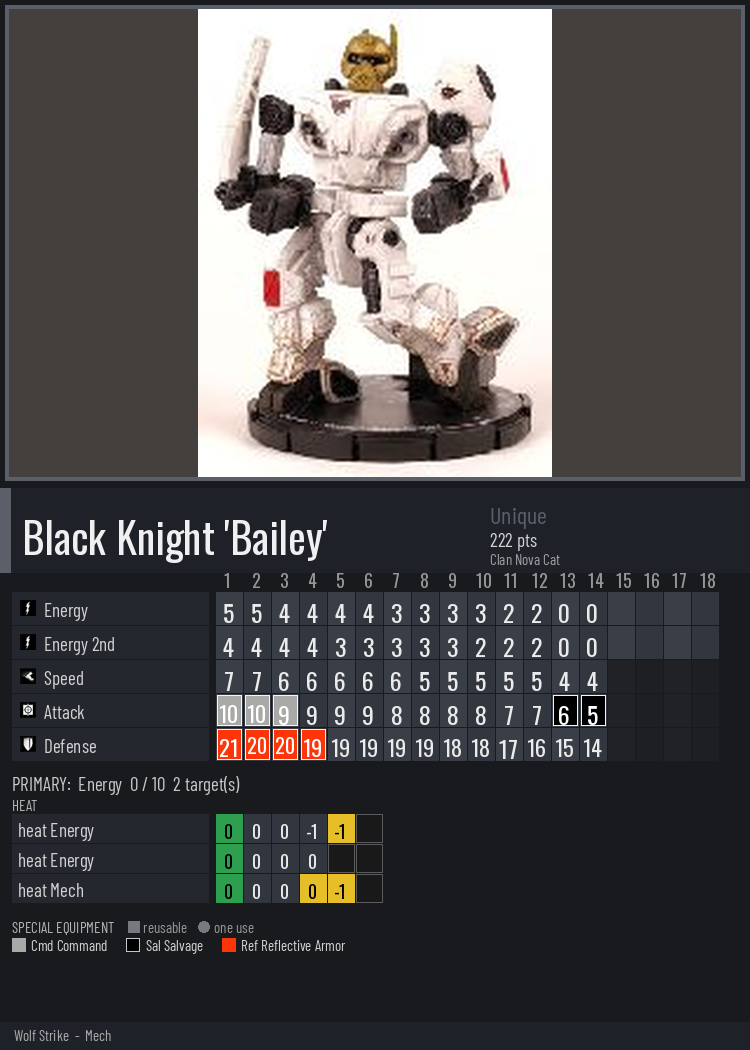 Black Knight 'Bailey'
Unique
222 pts
Clan Nova Cat
1 2 3 4 5 6 7 8 9 10 11 12 13 14 15 16 17 18
Energy 5 5 4 4 4 4 3 3 3 3 2 2 0 0
Energy 2nd 4 4 4 4 3 3 3 3 3 2 2 2 0 0
Speed 7 7 6 6 6 6 6 5 5 5 5 5 4 4
Attack 10 10 9 9 9 9 8 8 8 8 7 7 6 5
Defense 21 20 20 19 19 19 19 19 18 18 17 16 15 14
PRIMARY: Energy 0 / 10 2 target(s)
HEAT
heat Energy 0 0 0 -1 -1
heat Energy 0 0 0 0
heat Mech 0 0 0 0 -1
SPECIAL EQUIPMENT reusable one use
Cmd Command Sal Salvage Ref Reflective Armor
Wolf Strike - Mech